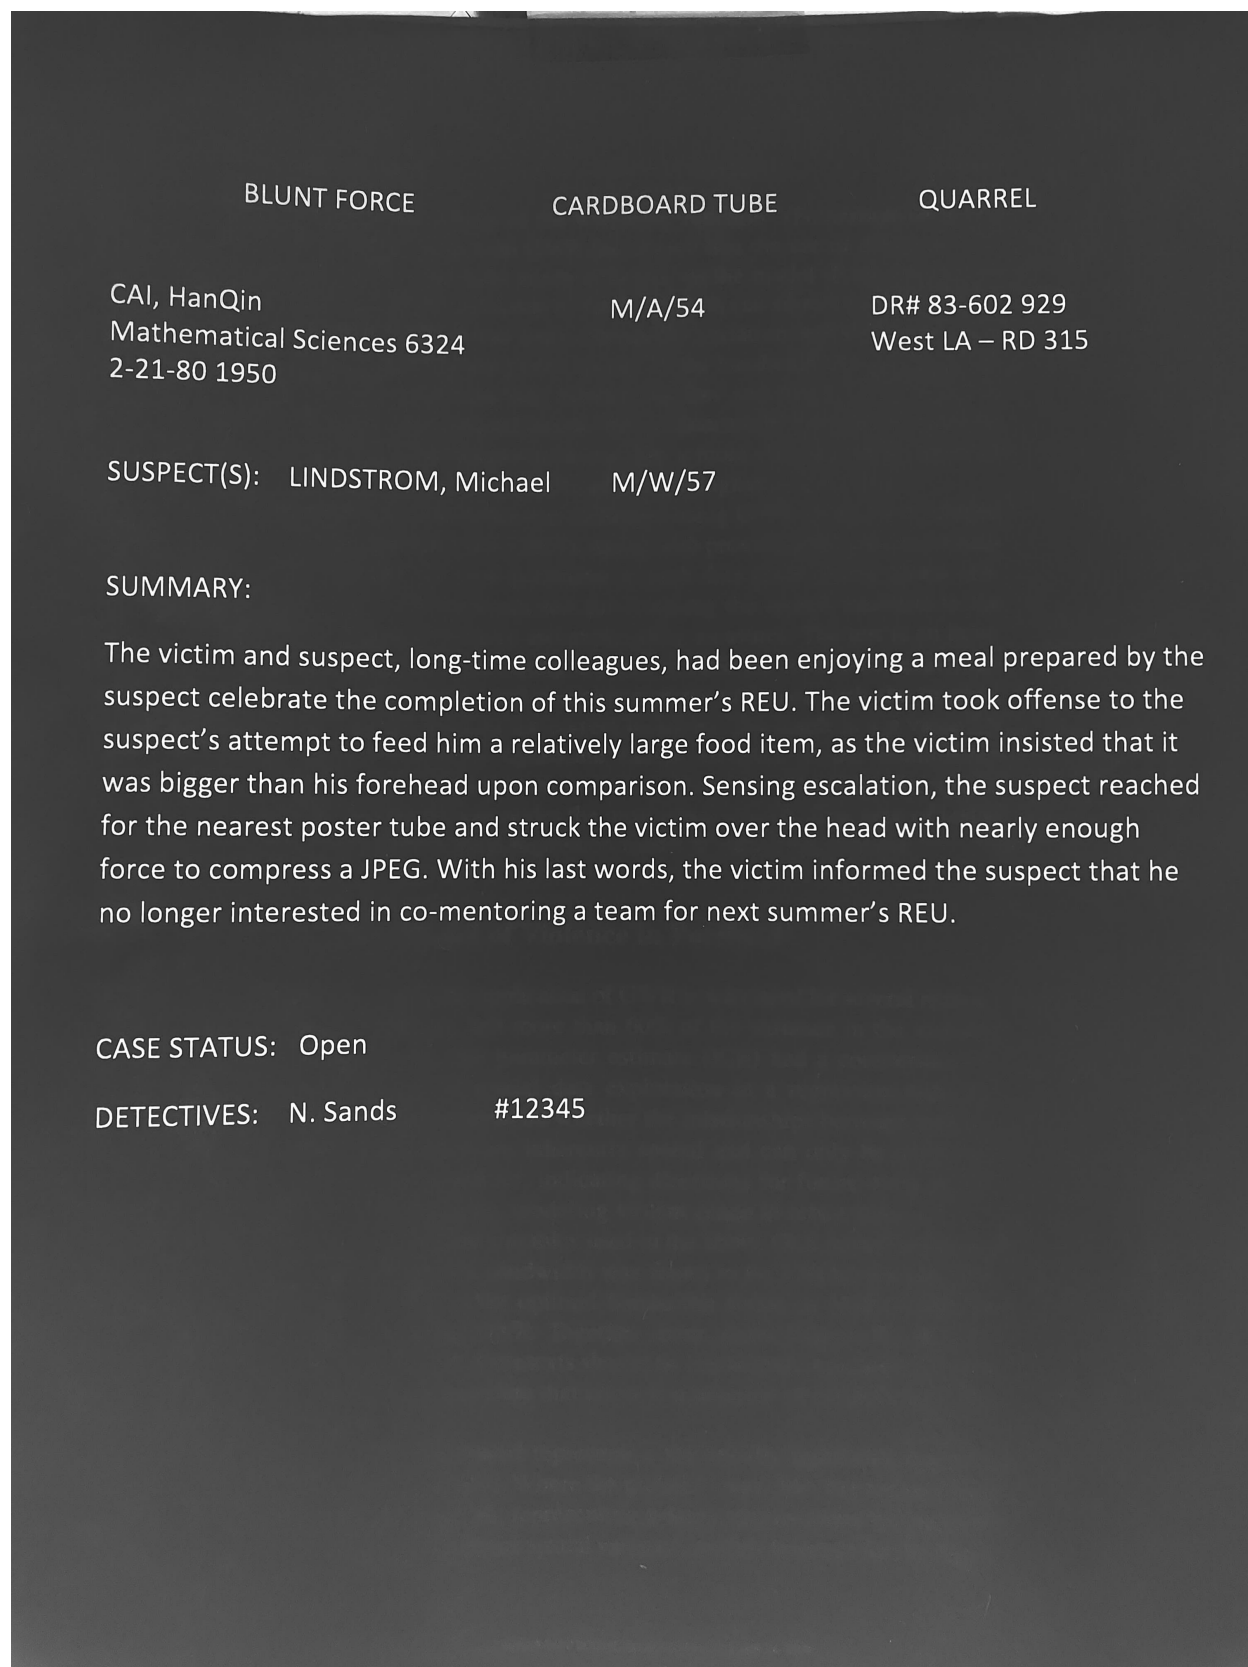 BLUNT FORCE CARDBOARD TUBE QUARREL
CAI, HanQin M/A/54 DR# 83-602 929
Mathematical Sciences 6324 West LA – RD 315
2-21-80 1950
SUSPECT(S): LINDSTROM, Michael M/W/57
SUMMARY:
The victim and suspect, long-time colleagues, had been enjoying a meal prepared by the
suspect celebrate the completion of this summer’s REU. The victim took offense to the
suspect’s attempt to feed him a relatively large food item, as the victim insisted that it
was bigger than his forehead upon comparison. Sensing escalation, the suspect reached
for the nearest poster tube and struck the victim over the head with nearly enough
force to compress a JPEG. With his last words, the victim informed the suspect that he
no longer interested in co-mentoring a team for next summer’s REU.
CASE STATUS: Open
DETECTIVES: N. Sands #12345